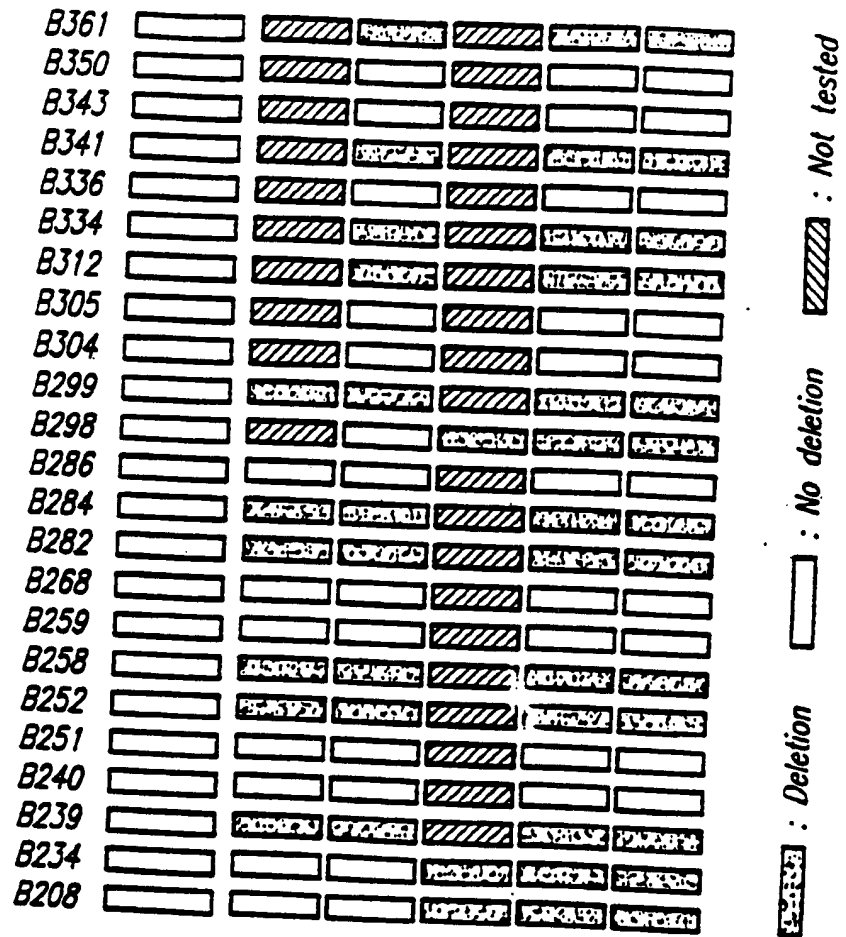 B361
B350
B343
B341
B336
B334
B312
B305
B304
B299
B298
B286
B284
B282
B268
B259
B258
B252
B251
B240
B239
B234
B208
: Deletion
: No deletion
: Not tested